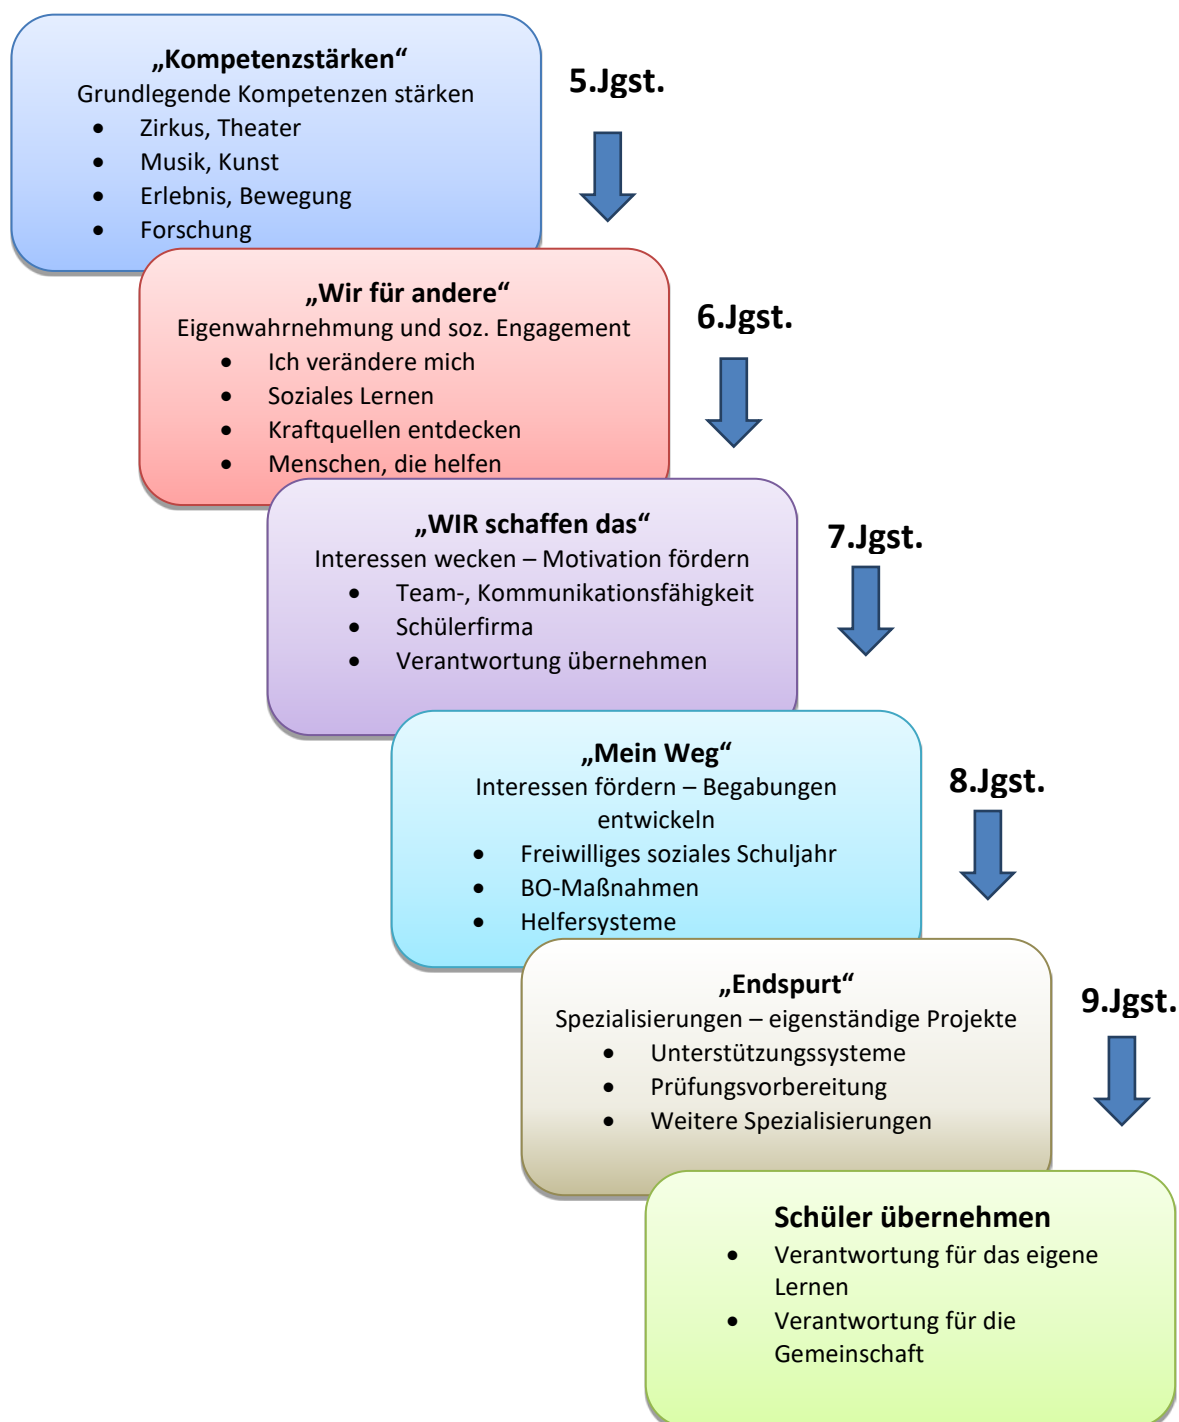 „Kompetenzstärken“
Grundlegende Kompetenzen stärken
• Zirkus, Theater
• Musik, Kunst
• Erlebnis, Bewegung
• Forschung
5.Jgst.
„Wir für andere“
Eigenwahrnehmung und soz. Engagement
• Ich verändere mich
• Soziales Lernen
• Kraftquellen entdecken
• Menschen, die helfen
6.Jgst.
„WIR schaffen das“
Interessen wecken – Motivation fördern
• Team-, Kommunikationsfähigkeit
• Schülerfirma
• Verantwortung übernehmen
7.Jgst.
„Mein Weg“
Interessen fördern – Begabungen
entwickeln
• Freiwilliges soziales Schuljahr
• BO-Maßnahmen
• Helfersysteme
8.Jgst.
„Endspurt“
Spezialisierungen – eigenständige Projekte
• Unterstützungssysteme
• Prüfungsvorbereitung
• Weitere Spezialisierungen
9.Jgst.
Schüler übernehmen
• Verantwortung für das eigene
Lernen
• Verantwortung für die
Gemeinschaft